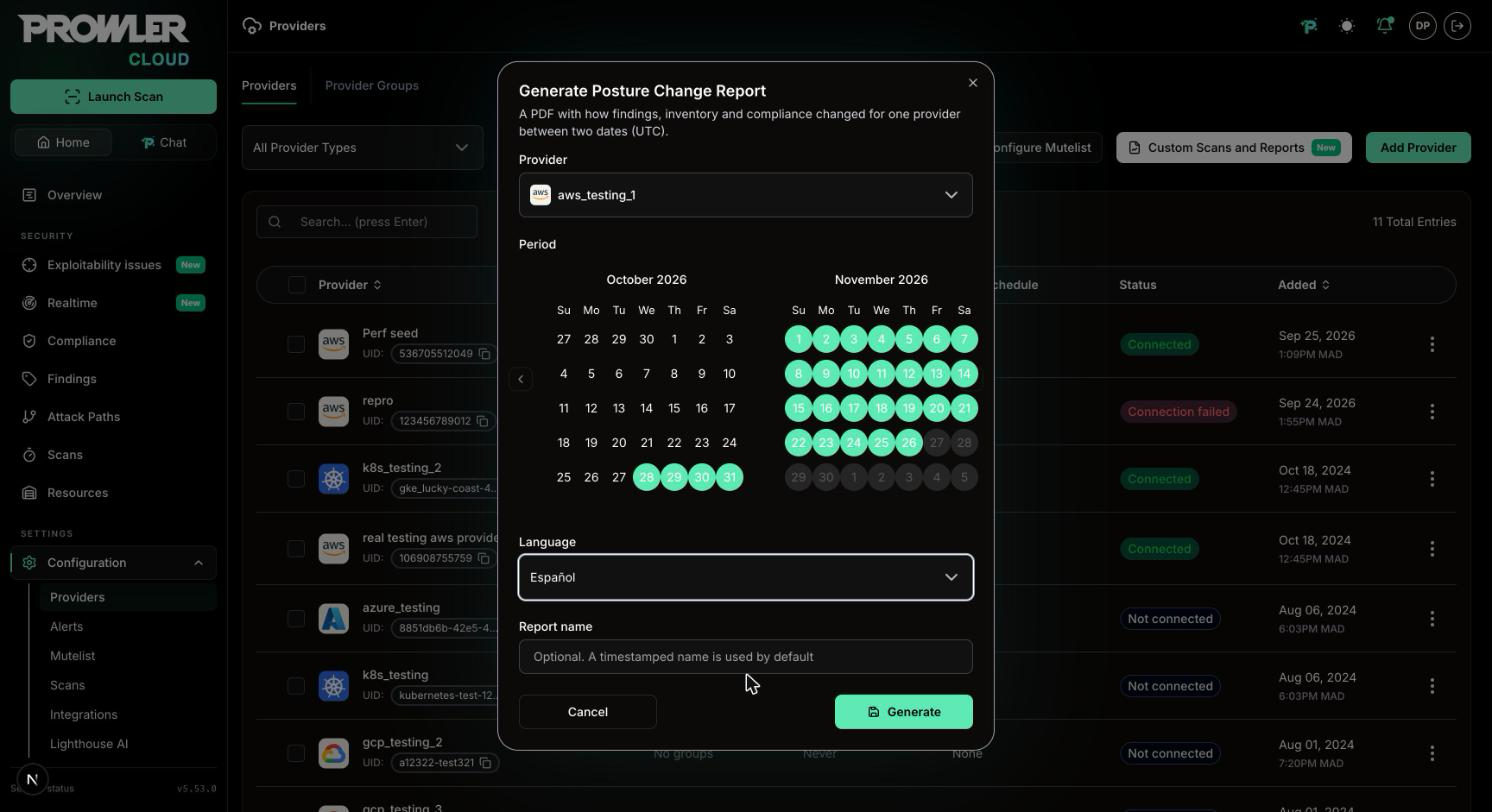 PROWLER
CLOUD
Launch Scan
Home
Chat
Overview
SECURITY
Exploitability issues New
Realtime New
Compliance
Findings
Attack Paths
Scans
Resources
SETTINGS
Configuration
Providers
Alerts
Mutelist
Scans
Integrations
Lighthouse AI
N
status
v5.53.0
Providers
DP
Providers
Provider Groups
All Provider Types
onfigure Mutelist
Custom Scans and Reports New
Add Provider
Search... (press Enter)
11 Total Entries
Provider
chedule
Status
Added
aws
Perf seed
UID: 536705512049
Connected
Sep 25, 2026
1:09PM MAD
aws
repro
UID: 123456789012
Connection failed
Sep 24, 2026
1:55PM MAD
k8s_testing_2
UID: gke_lucky-coast-4...
Connected
Oct 18, 2024
12:45PM MAD
aws
real testing aws provide
UID: 106908755759
Connected
Oct 18, 2024
12:45PM MAD
azure_testing
UID: 8851db6b-42e5-4...
Not connected
Aug 06, 2024
6:03PM MAD
k8s_testing
UID: kubernetes-test-12...
Not connected
Aug 06, 2024
6:03PM MAD
gcp_testing_2
UID: a12322-test321
No groups
Never
None
Not connected
Aug 01, 2024
7:20PM MAD
gcp_testing_3
Aug 01, 2024
Generate Posture Change Report
A PDF with how findings, inventory and compliance changed for one provider
between two dates (UTC).
Provider
aws aws_testing_1
Period
October 2026
Su Mo Tu We Th Fr Sa
27 28 29 30 1 2 3
4 5 6 7 8 9 10
11 12 13 14 15 16 17
18 19 20 21 22 23 24
25 26 27 28 29 30 31
November 2026
Su Mo Tu We Th Fr Sa
1 2 3 4 5 6 7
8 9 10 11 12 13 14
15 16 17 18 19 20 21
22 23 24 25 26 27 28
29 30 1 2 3 4 5
Language
Español
Report name
Optional. A timestamped name is used by default
Cancel
Generate